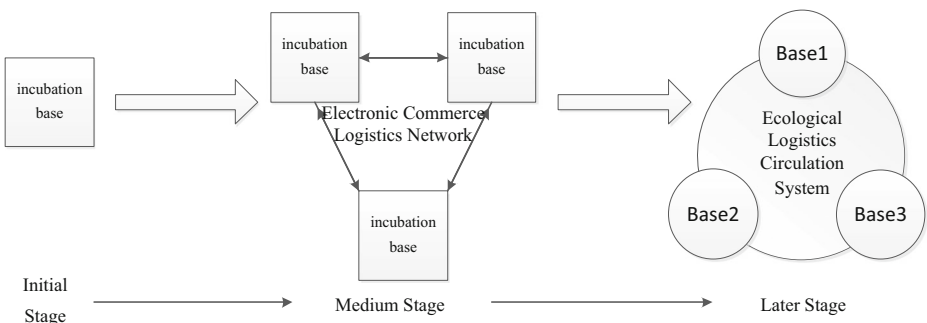 incubation
base
incubation
base
incubation
base
Electronic Commerce
Logistics Network
incubation
base
Base1
Ecological
Logistics
Circulation
System
Base2
Base3
Initial
Stage
Medium Stage
Later Stage